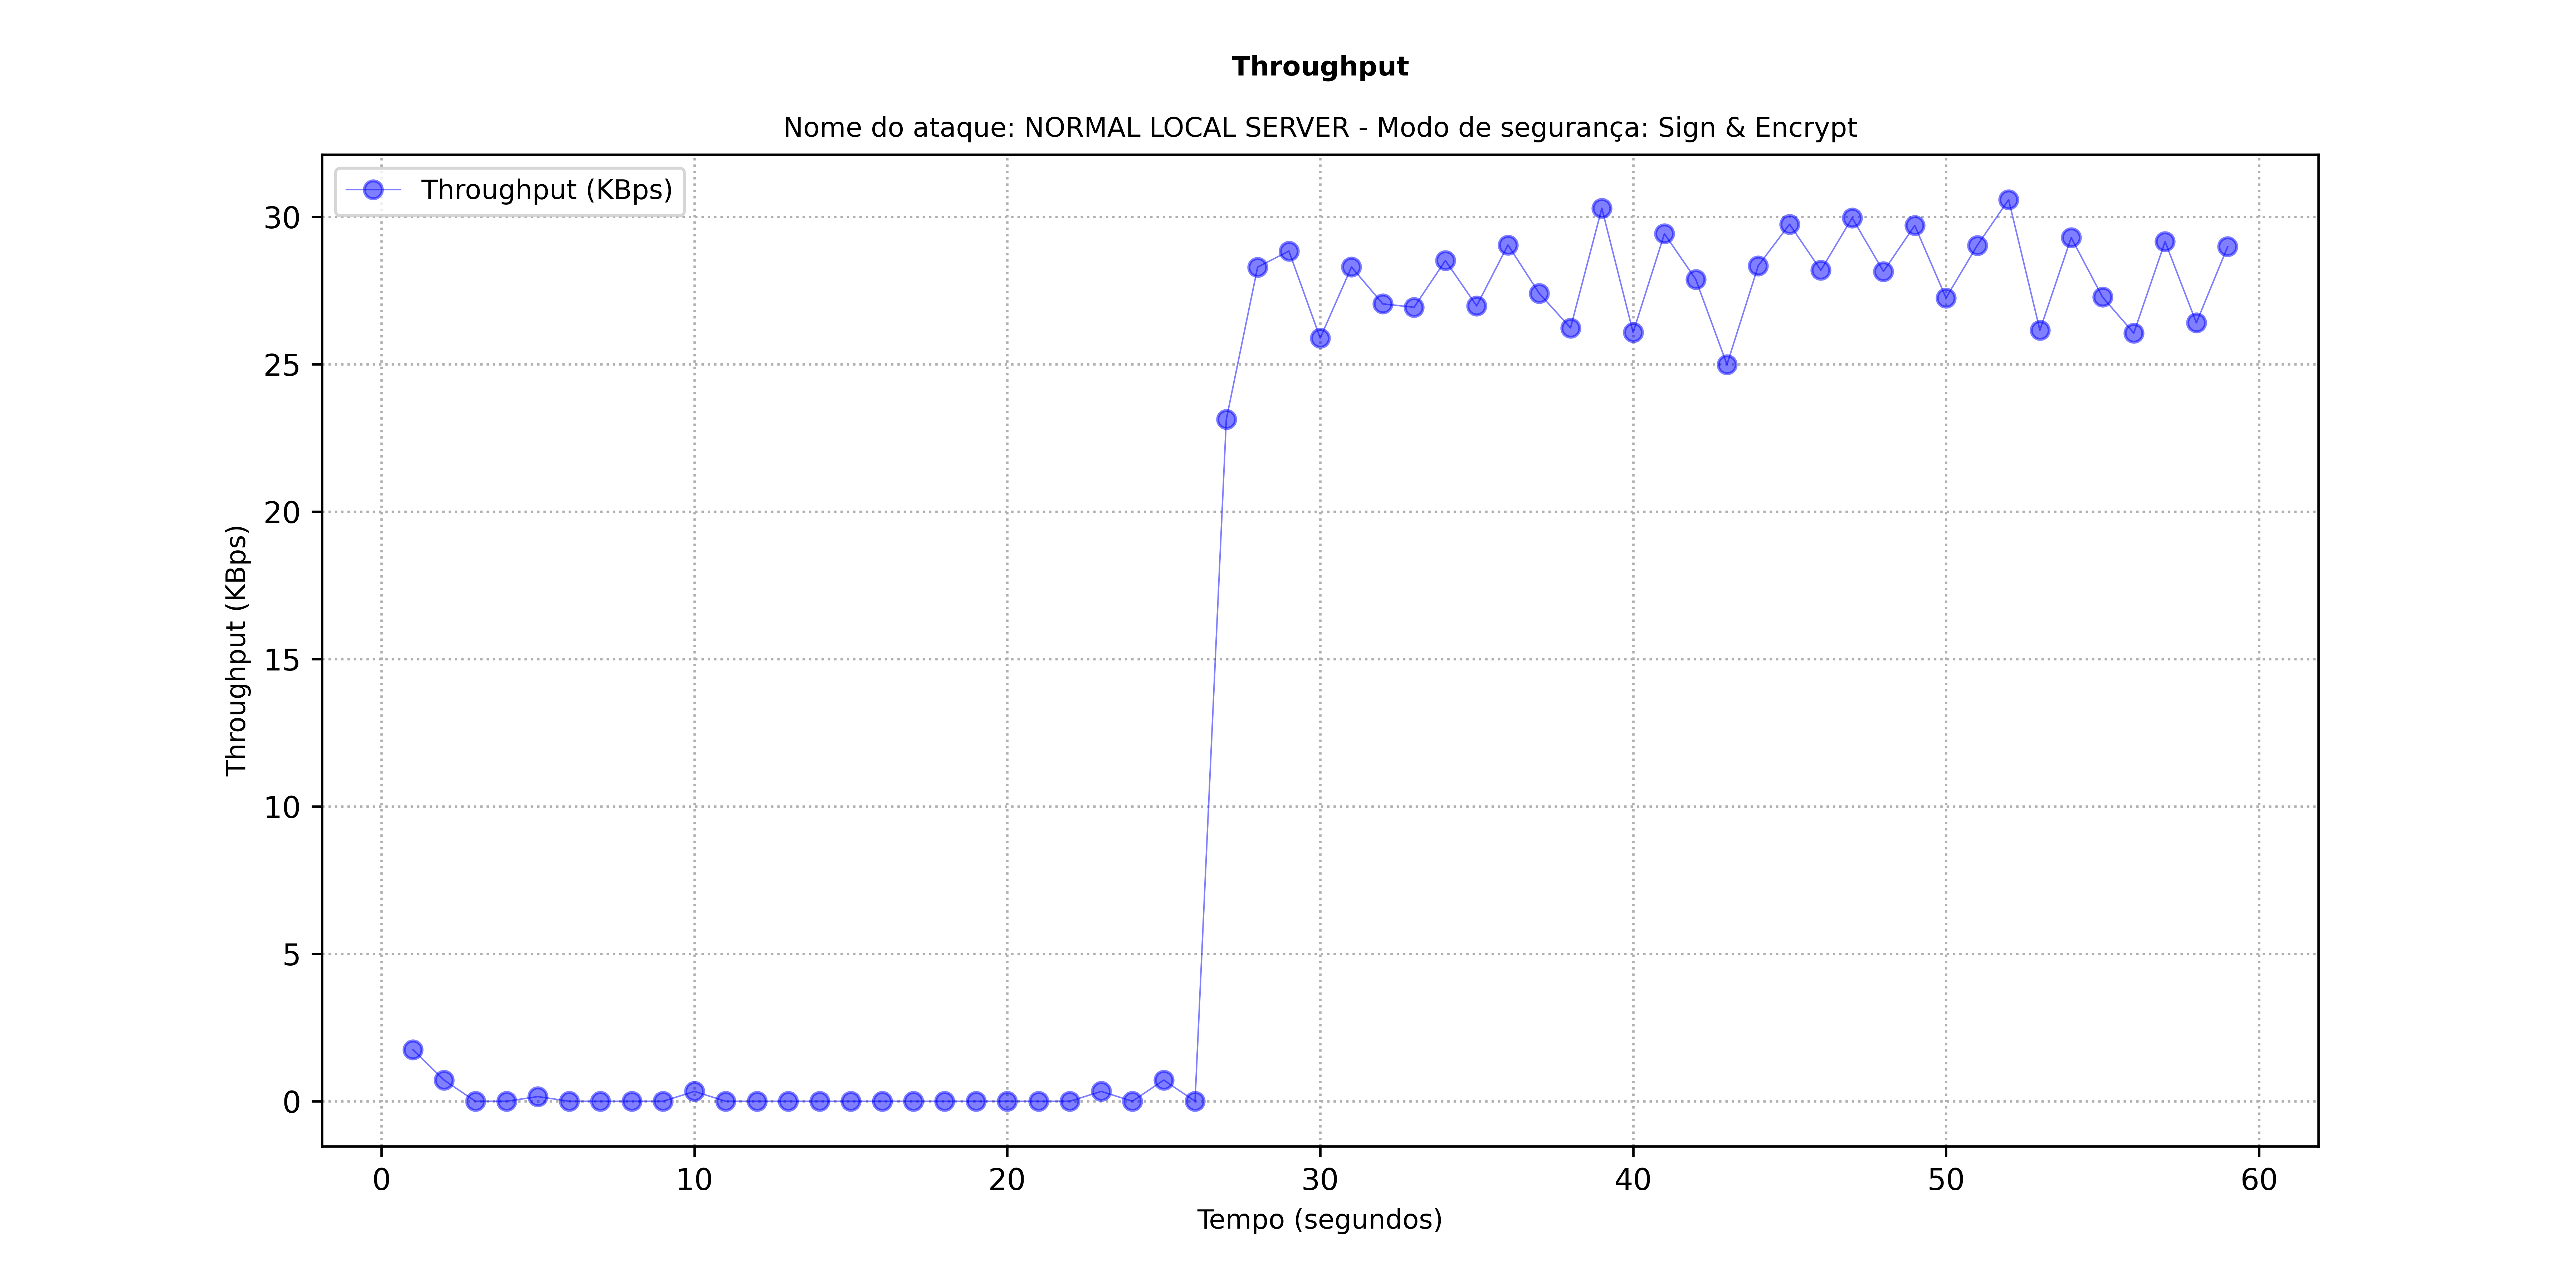 Throughput
Nome do ataque: NORMAL LOCAL SERVER - Modo de segurança: Sign & Encrypt
Throughput (KBps)
30
25
20
15
10
5
0
Throughput (KBps)
0 10 20 30 40 50 60
Tempo (segundos)